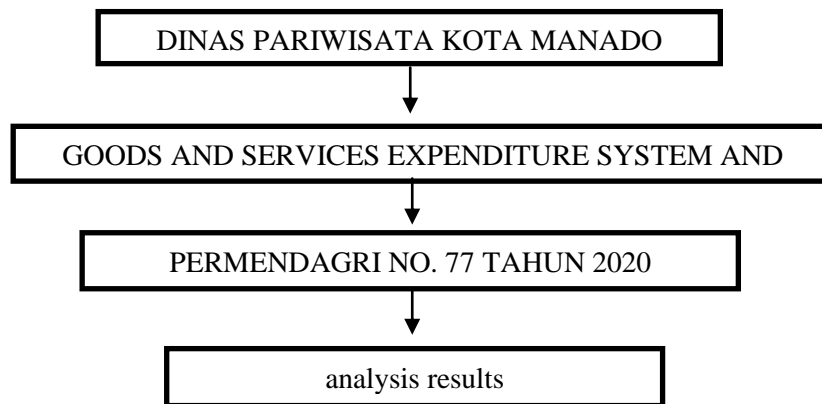 DINAS PARIWISATA KOTA MANADO
GOODS AND SERVICES EXPENDITURE SYSTEM AND
PERMENDAGRI NO. 77 TAHUN 2020
analysis results